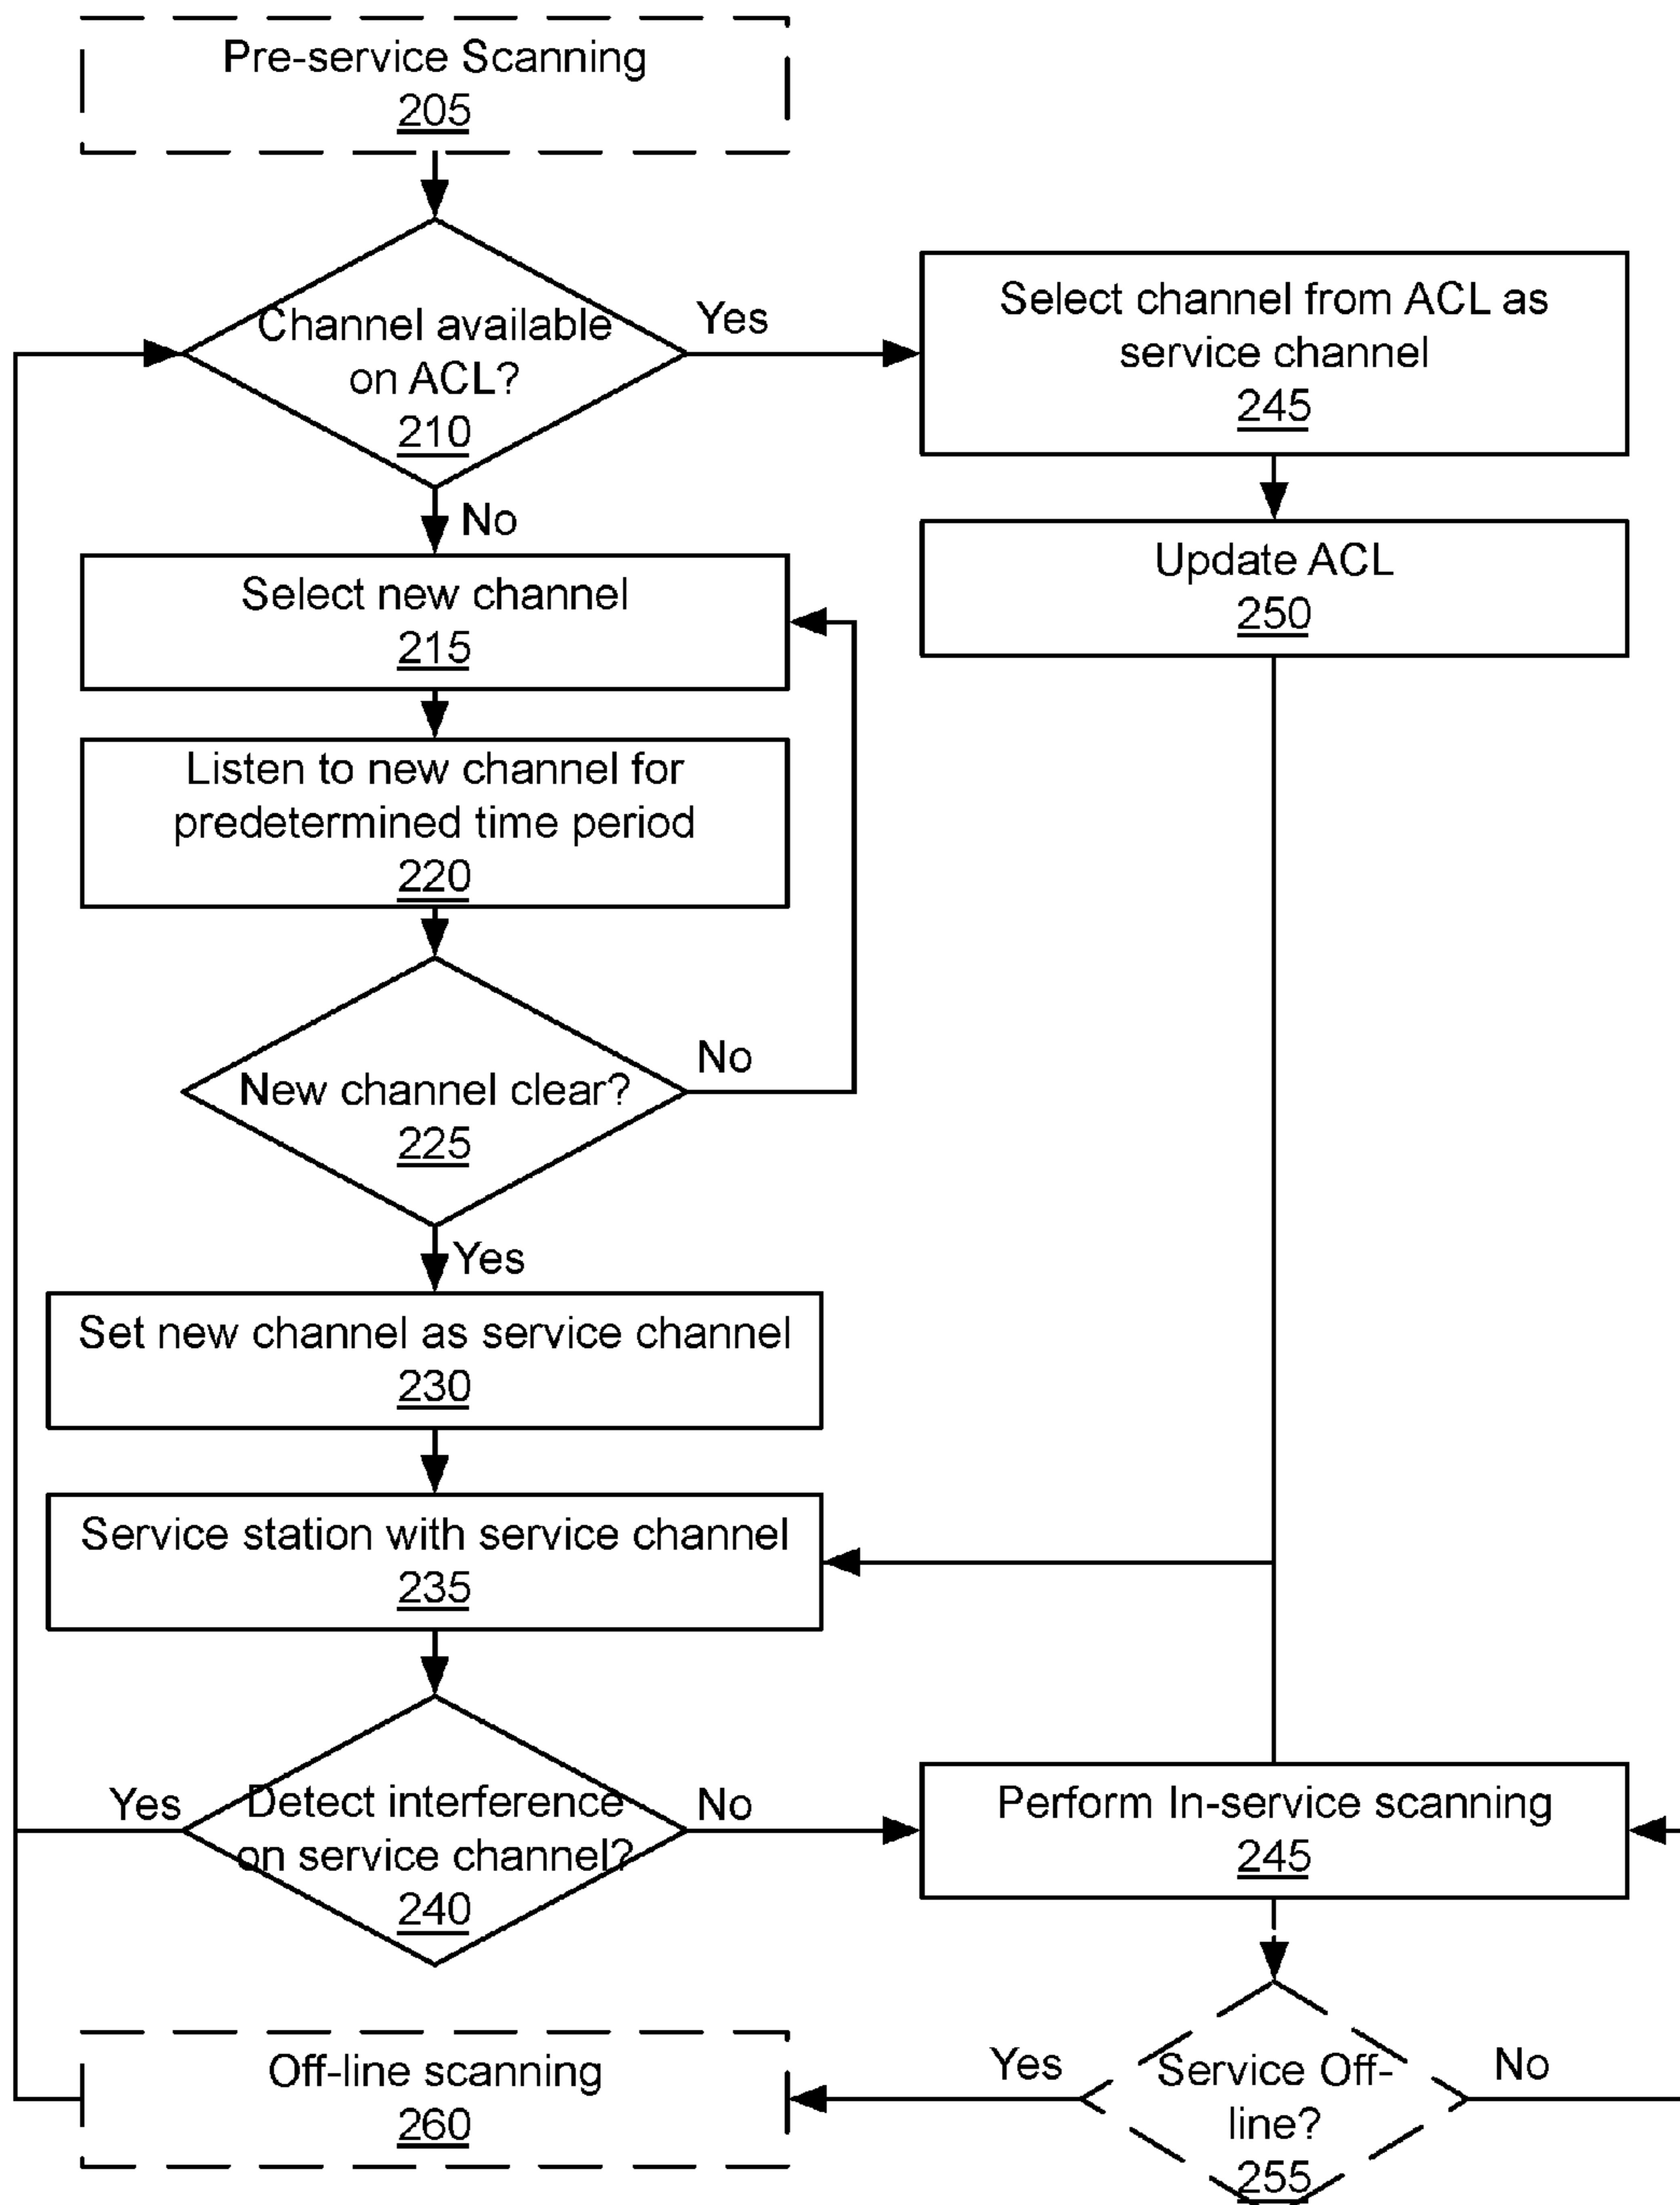 Pre-service Scanning
205
Channel available
on ACL?
210
Yes
No
Select channel from ACL as
service channel
245
Update ACL
250
Select new channel
215
Listen to new channel for
predetermined time period
220
New channel clear?
225
No
Yes
Set new channel as service channel
230
Service station with service channel
235
Detect interference
on service channel?
240
Yes
No
Perform In-service scanning
245
Service Off-
line?
255
Yes
No
Off-line scanning
260